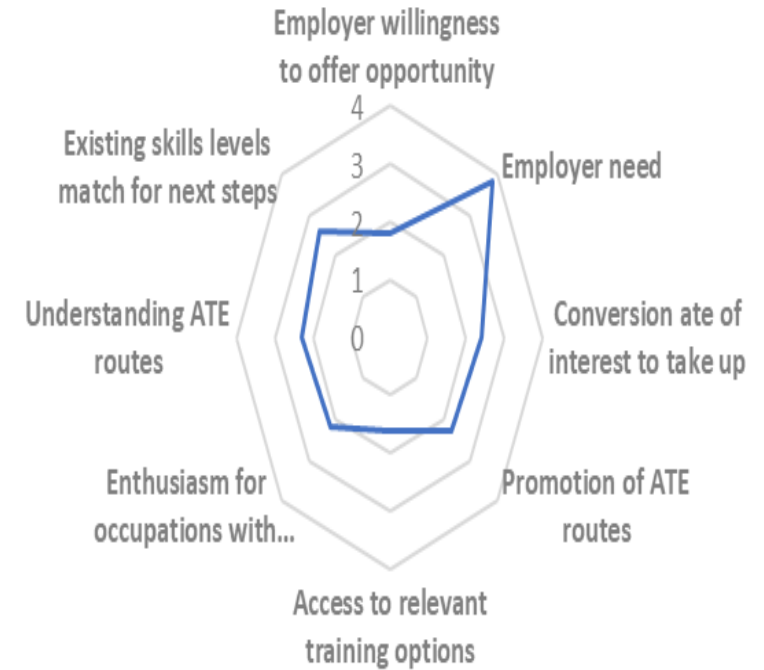 Employer willingness
to offer opportunity
4
3
2
1
0
Employer need
Conversion ate of
interest to take up
Promotion of ATE
routes
Access to relevant
training options
Enthusiasm for
occupations with...
Understanding ATE
routes
Existing skills levels
match for next steps